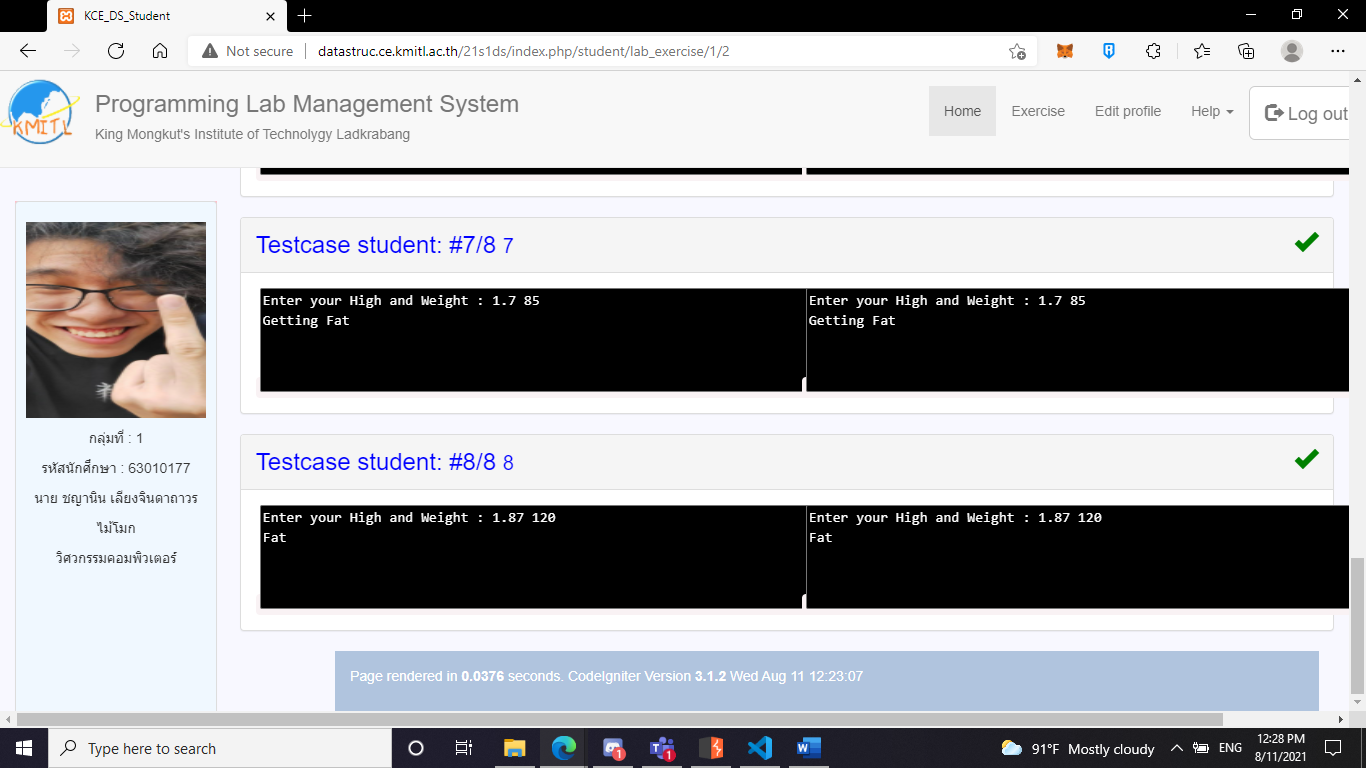 KCE_DS_Student
Not secure
datastruc.ce.kmitl.ac.th/21s1ds/index.php/student/lab_exercise/1/2
KMITL
Programming Lab Management System
King Mongkut's Institute of Technolygy Ladkrabang
Home
Exercise
Edit profile
Help
Log out
กลุ่มที่ : 1
รหัสนักศึกษา : 63010177
นาย ชญานิน เลียงจินดาถาวร
ไม้โมก
วิศวกรรมคอมพิวเตอร์
Testcase student: #7/8 7
Enter your High and Weight : 1.7 85
Getting Fat
Enter your High and Weight : 1.7 85
Getting Fat
Testcase student: #8/8 8
Enter your High and Weight : 1.87 120
Fat
Enter your High and Weight : 1.87 120
Fat
Page rendered in 0.0376 seconds. CodeIgniter Version 3.1.2 Wed Aug 11 12:23:07
Type here to search
1
1
91°F Mostly cloudy
ENG
12:28 PM
8/11/2021